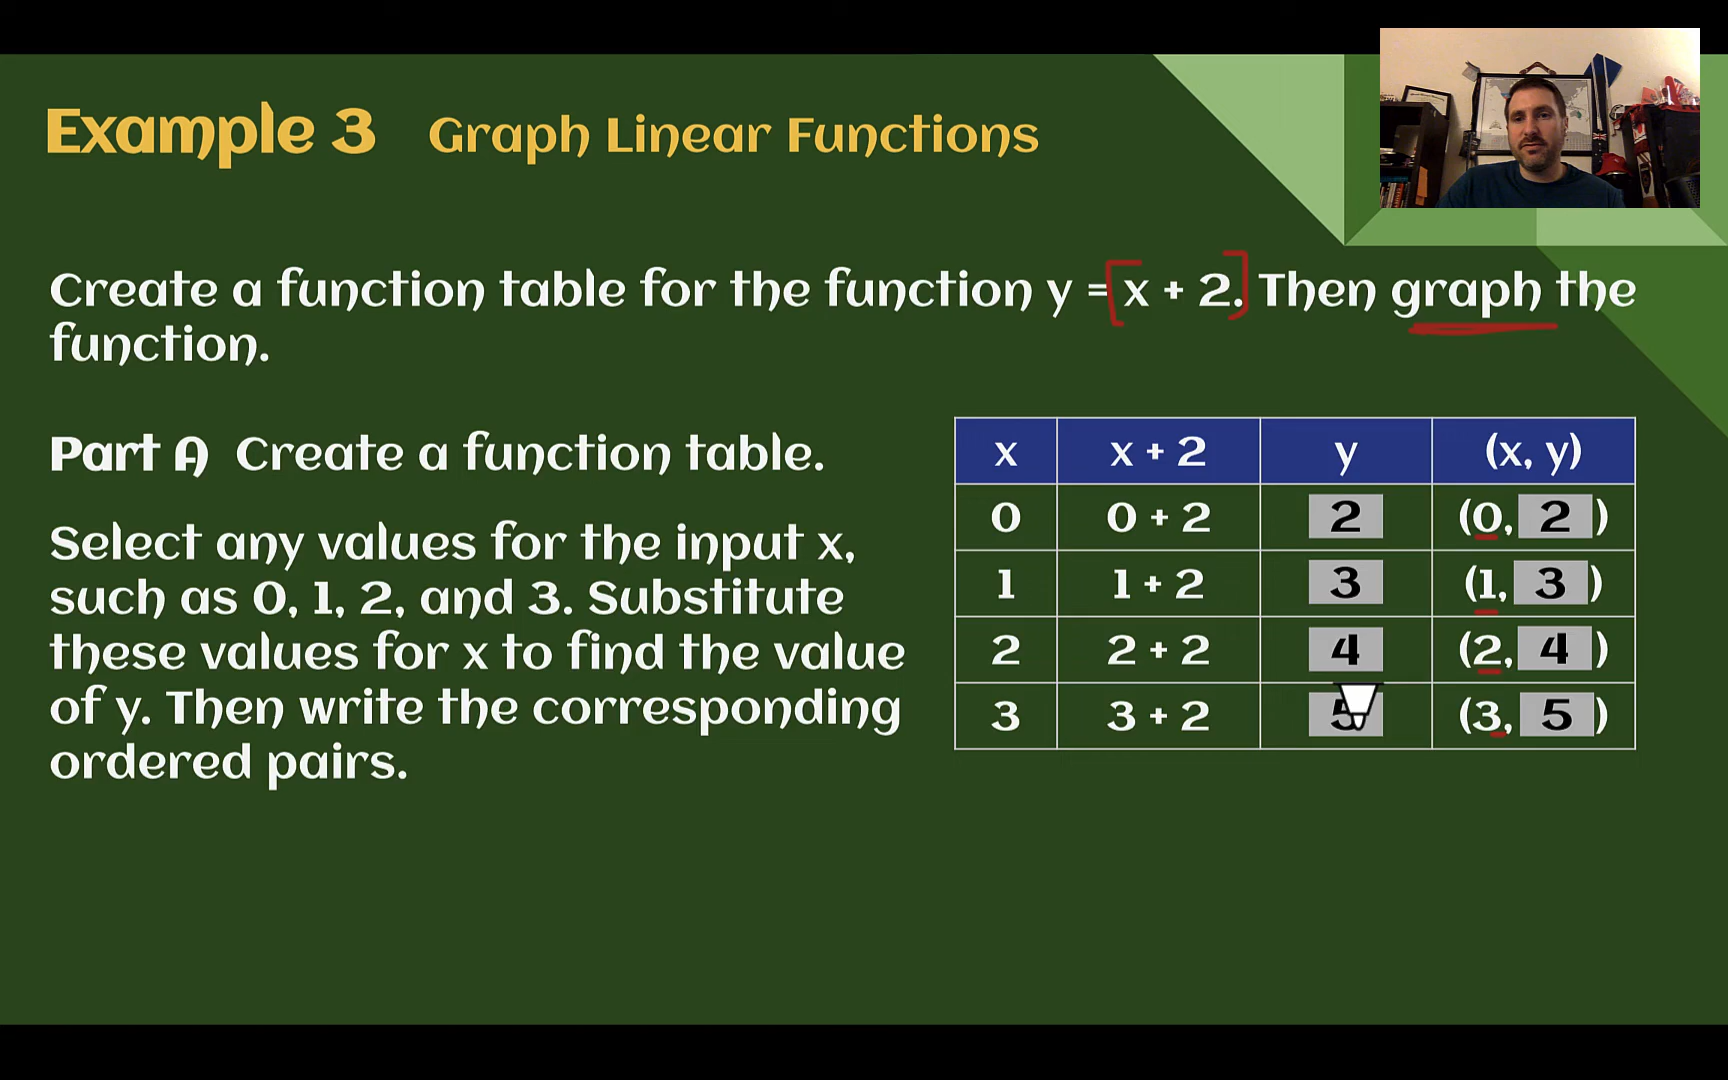 Example 3 Graph Linear Functions
Create a function table for the function y = x + 2. Then graph the
function.
Part A Create a function table.
Select any values for the input x,
such as 0, 1, 2, and 3. Substitute
these values for x to find the value
of y. Then write the corresponding
ordered pairs.
x x + 2 y (x, y)
0 0 + 2 2 (0, 2)
1 1 + 2 3 (1, 3)
2 2 + 2 4 (2, 4)
3 3 + 2 5 (3, 5)